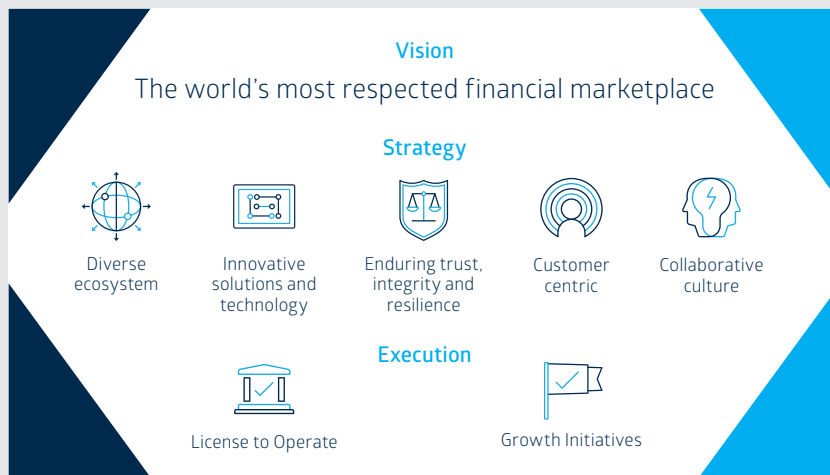 Vision
The world's most respected financial marketplace
Strategy
Diverse
ecosystem
Innovative
solutions and
technology
Enduring trust,
integrity and
resilience
Customer
centric
Collaborative
culture
Execution
License to Operate
Growth Initiatives